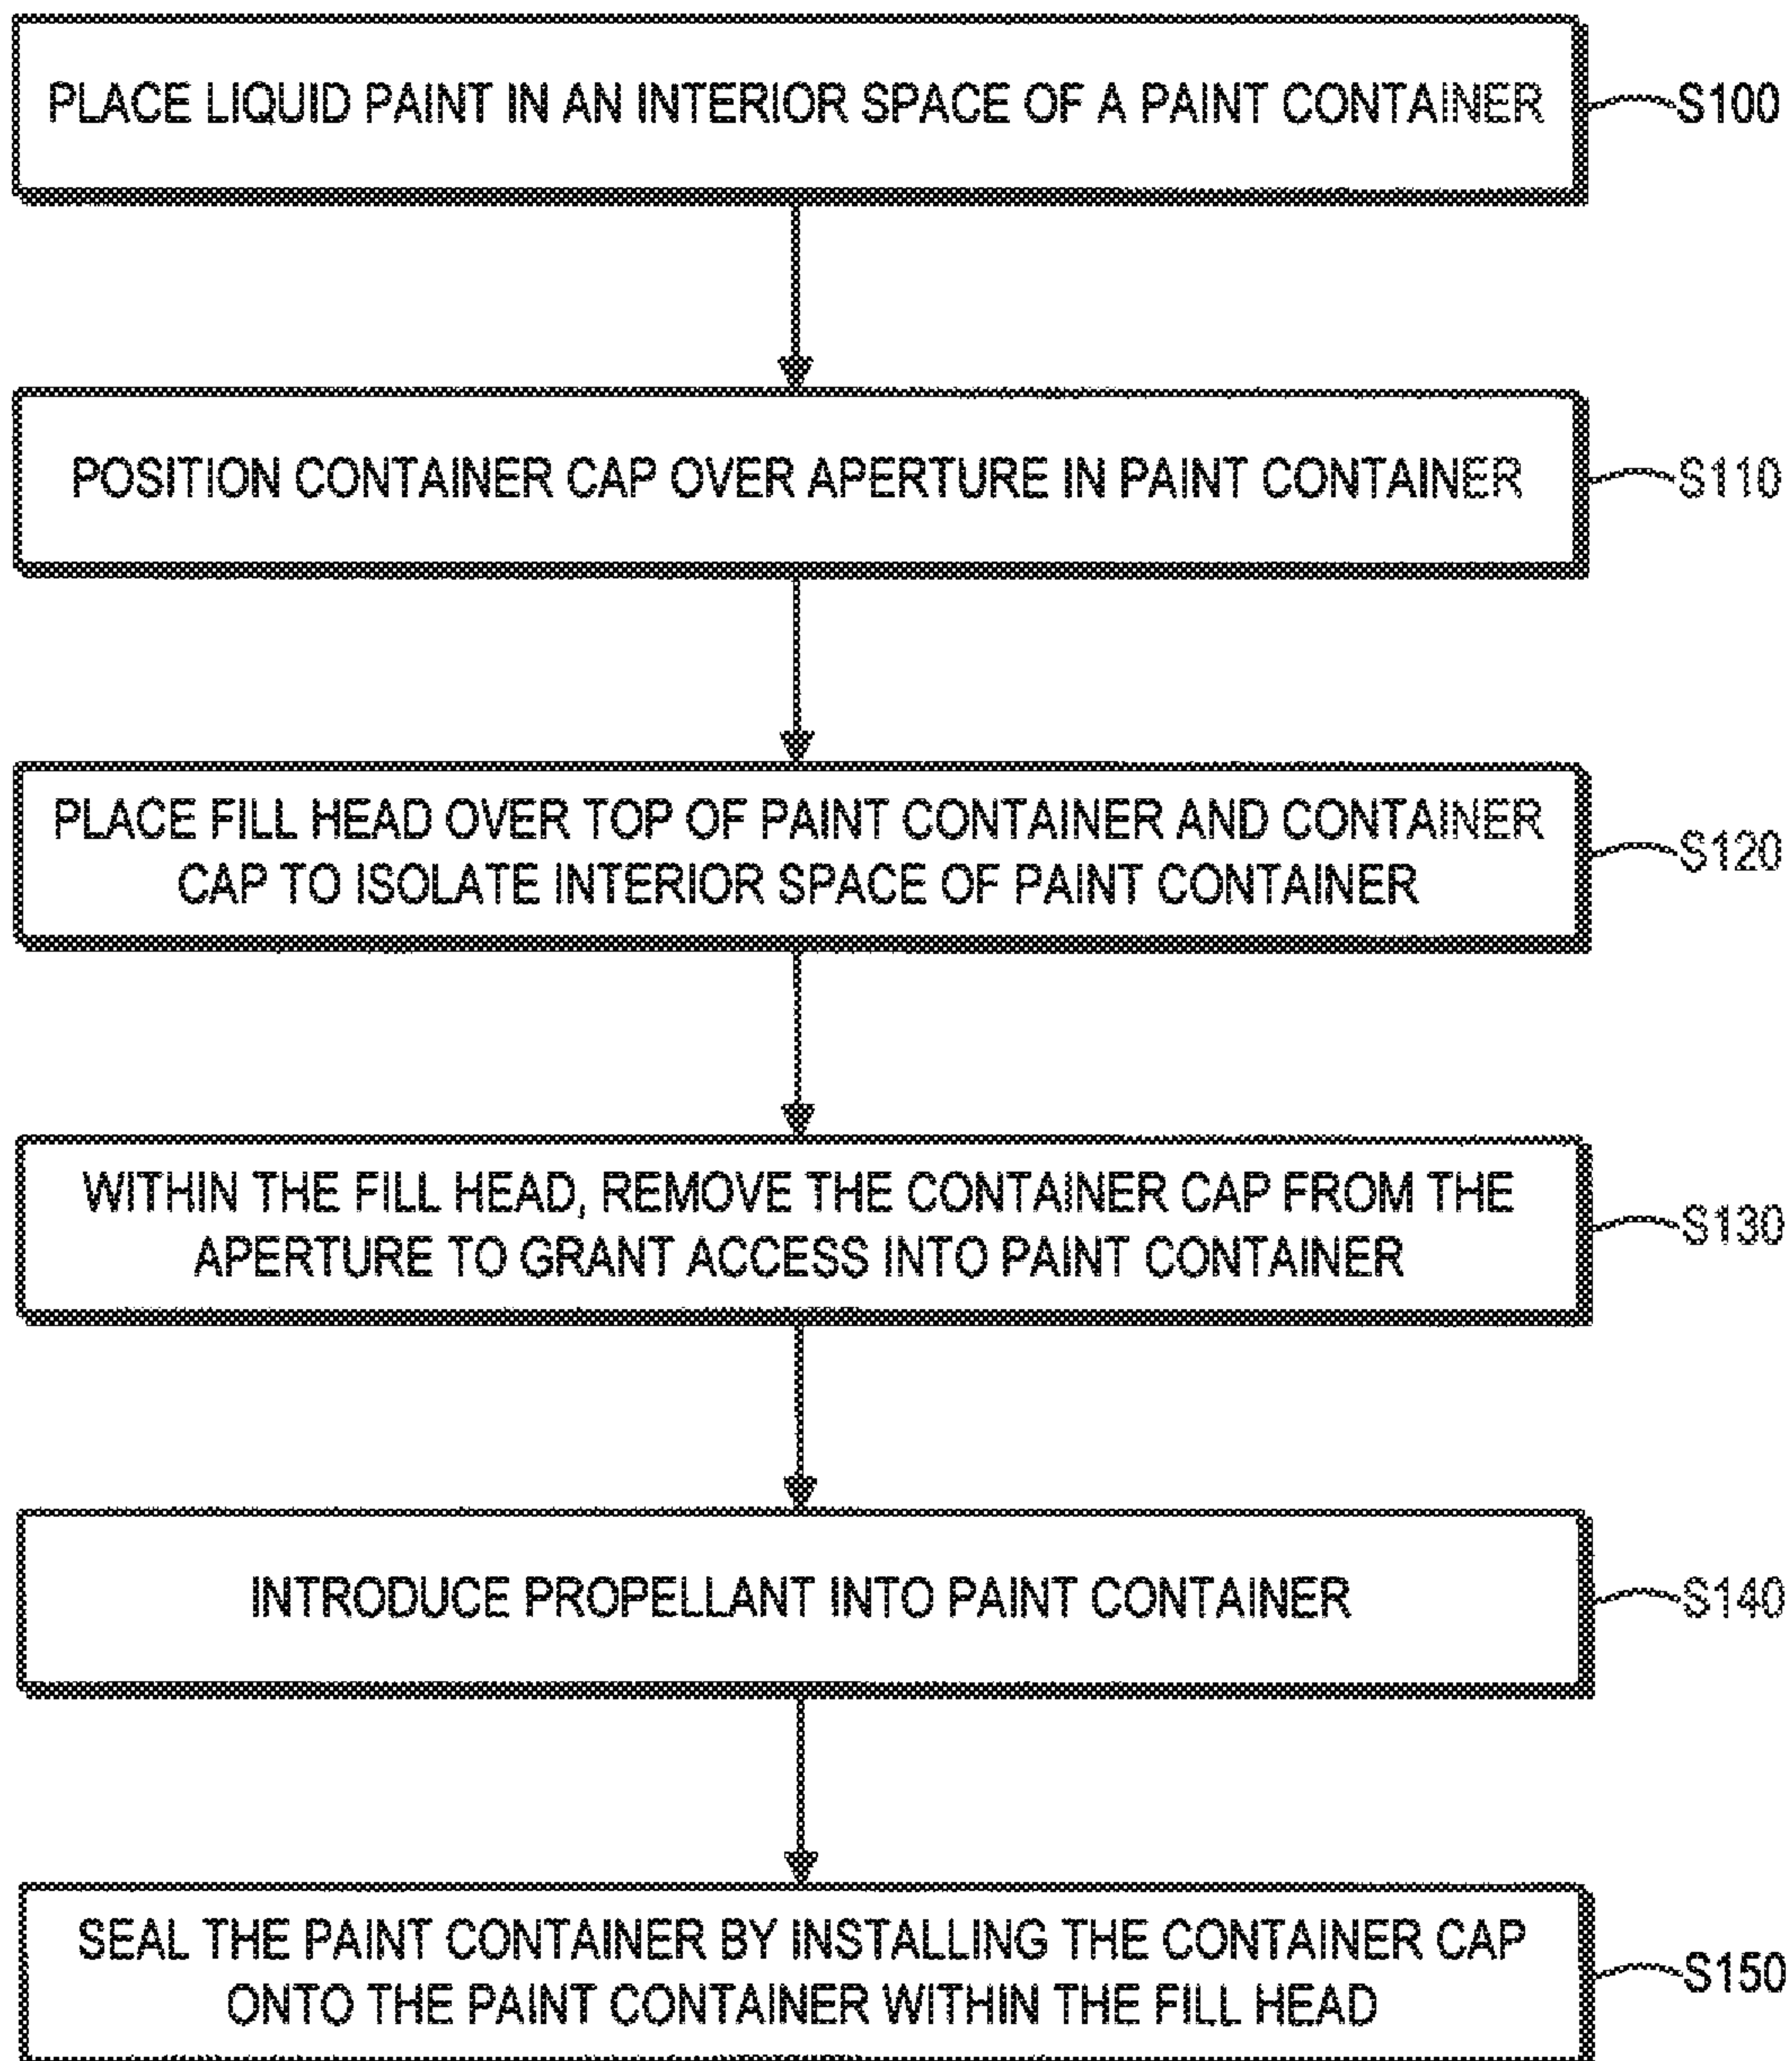 PLACE LIQUID PAINT IN AN INTERIOR SPACE OF A PAINT CONTAINER
S100
POSITION CONTAINER CAP OVER APERTURE IN PAINT CONTAINER
S110
PLACE FILL HEAD OVER TOP OF PAINT CONTAINER AND CONTAINER
CAP TO ISOLATE INTERIOR SPACE OF PAINT CONTAINER
S120
WITHIN THE FILL HEAD, REMOVE THE CONTAINER CAP FROM THE
APERTURE TO GRANT ACCESS INTO PAINT CONTAINER
S130
INTRODUCE PROPELLANT INTO PAINT CONTAINER
S140
SEAL THE PAINT CONTAINER BY INSTALLING THE CONTAINER CAP
ONTO THE PAINT CONTAINER WITHIN THE FILL HEAD
S150